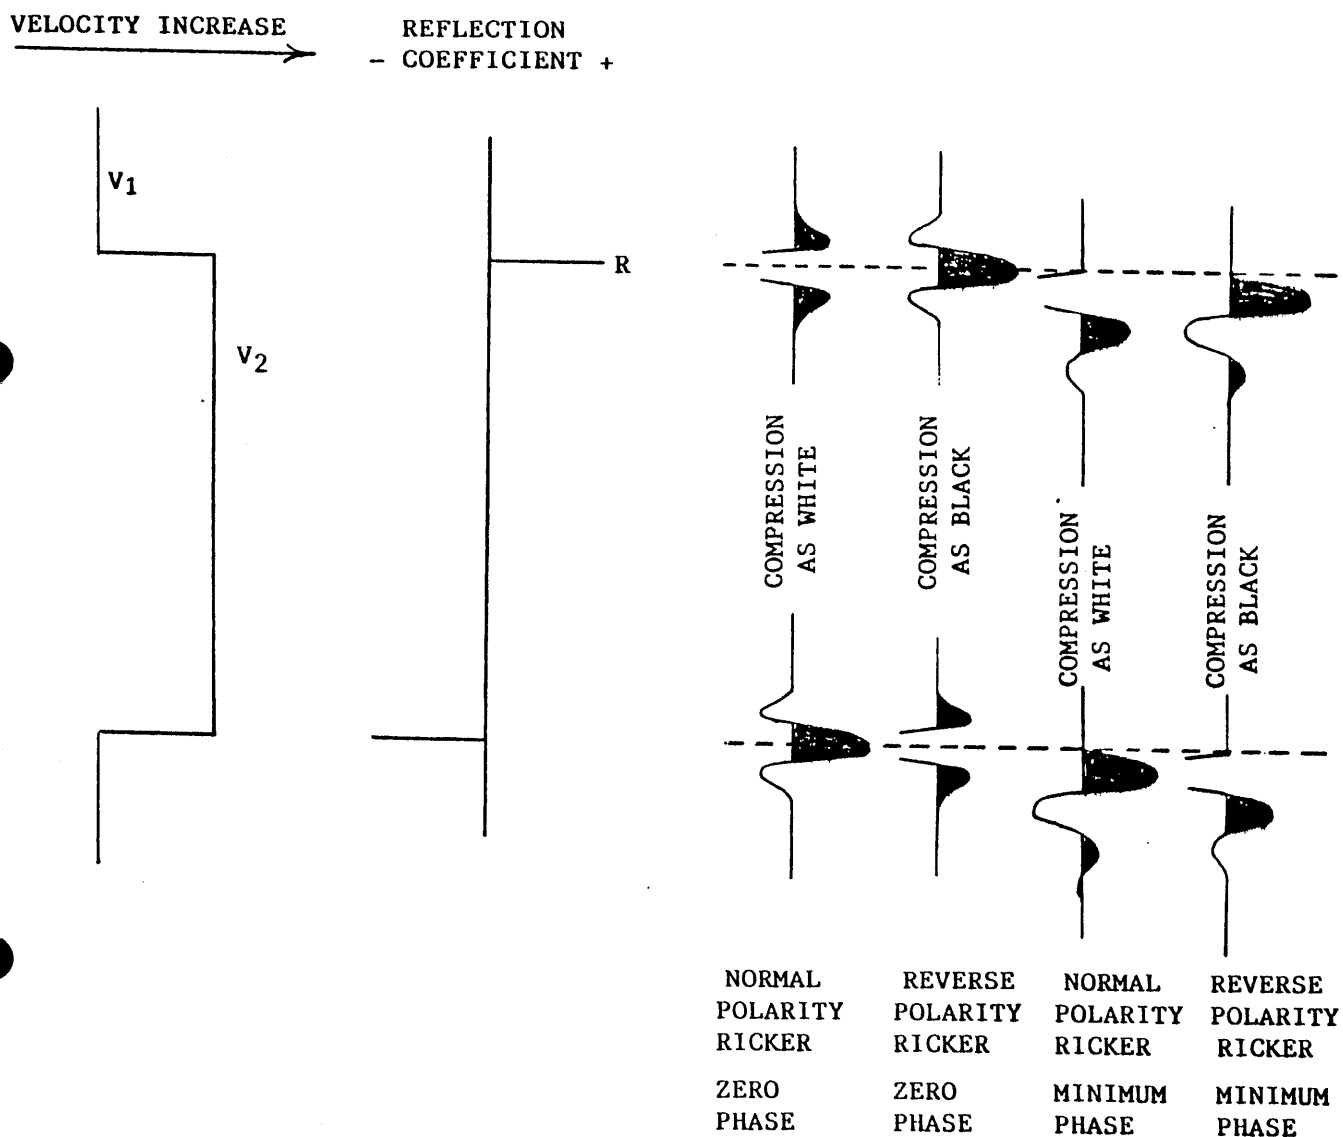 VELOCITY INCREASE
REFLECTION
- COEFFICIENT +
V1
R
V2
COMPRESSION
AS WHITE
COMPRESSION
AS BLACK
COMPRESSION
AS WHITE
COMPRESSION
AS BLACK
NORMAL
POLARITY
RICKER
ZERO
PHASE
REVERSE
POLARITY
RICKER
ZERO
PHASE
NORMAL
POLARITY
RICKER
MINIMUM
PHASE
REVERSE
POLARITY
RICKER
MINIMUM
PHASE